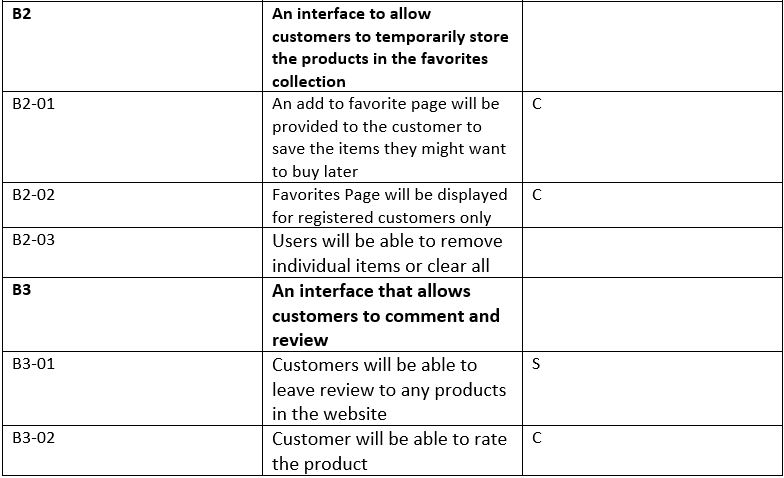 B2
An interface to allow
customers to temporarily store
the products in the favorites
collection
B2-01
An add to favorite page will be
provided to the customer to
save the items they might want
to buy later
C
B2-02
Favorites Page will be displayed
for registered customers only
C
B2-03
Users will be able to remove
individual items or clear all
B3
An interface that allows
customers to comment and
review
B3-01
Customers will be able to
leave review to any products
in the website
S
B3-02
Customer will be able to rate
the product
C